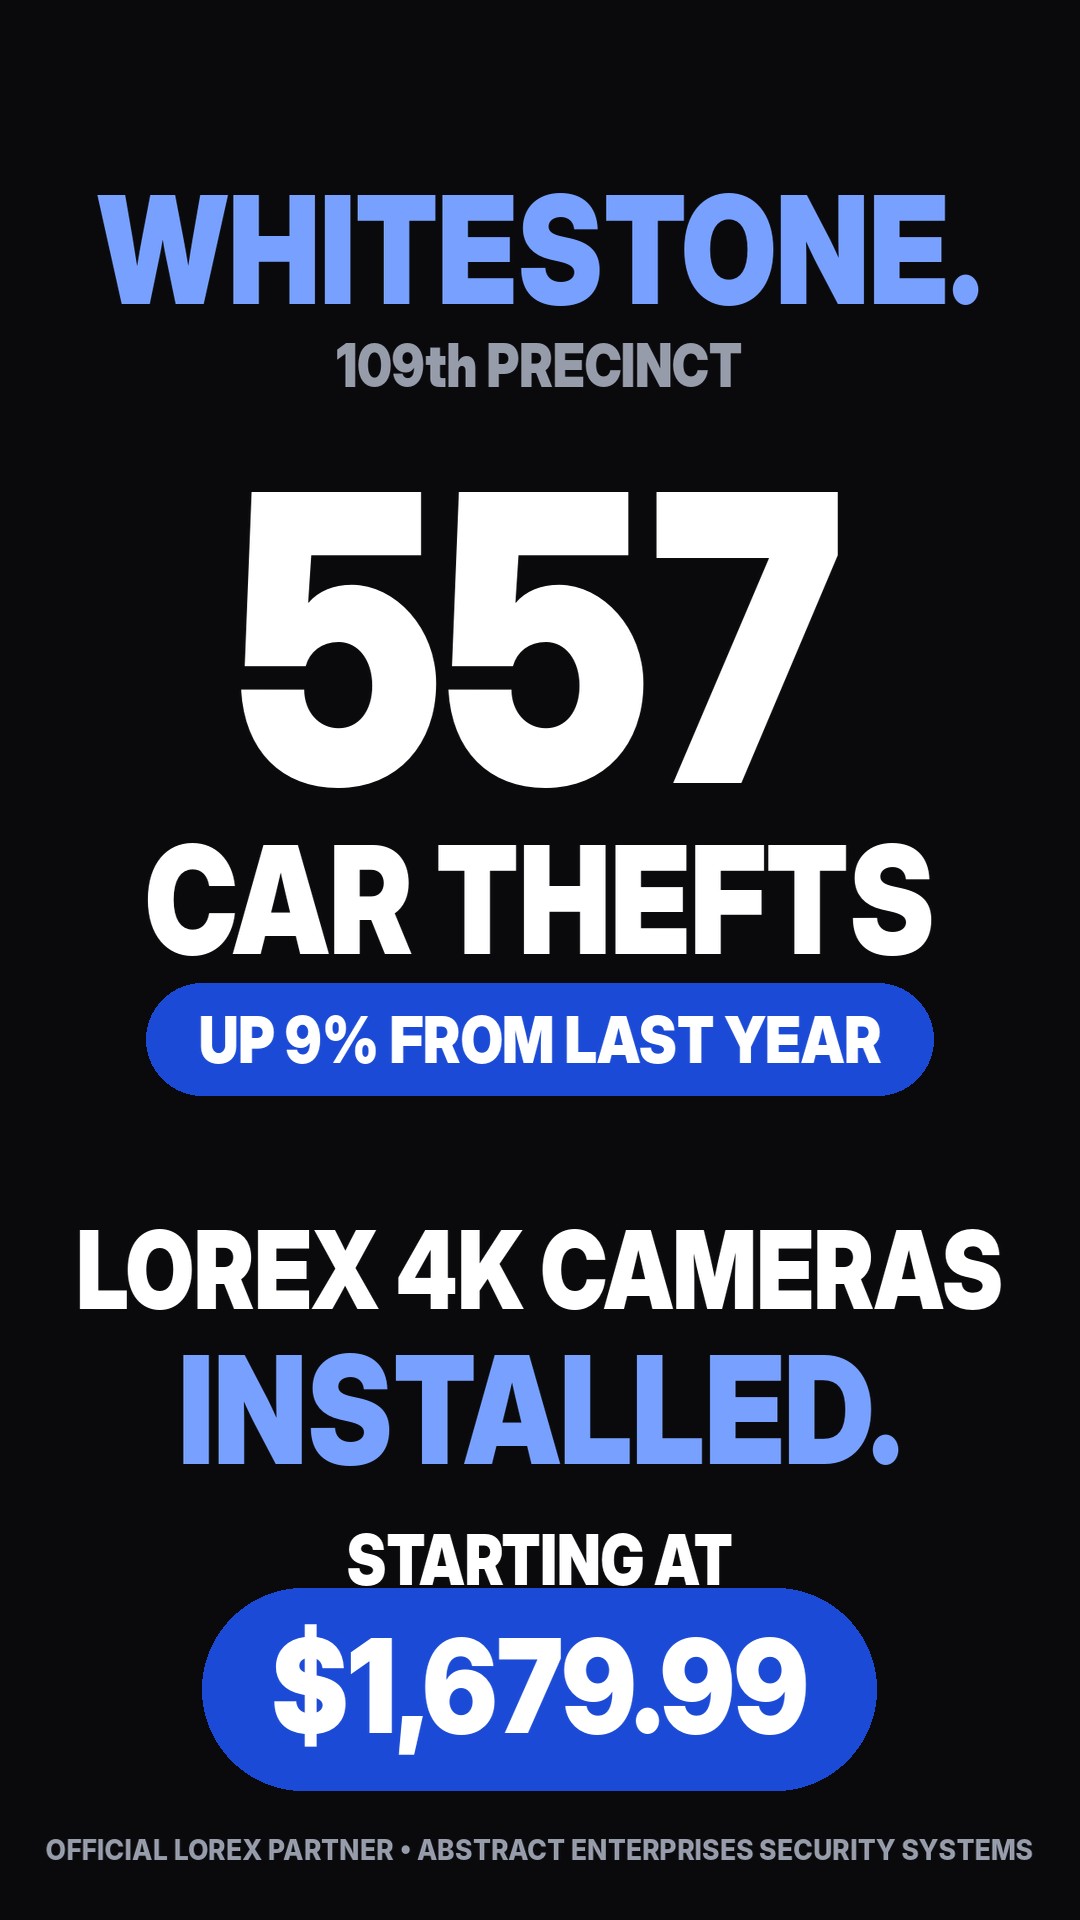 WHITESTONE.
109th PRECINCT
557
CAR THEFTS
UP 9% FROM LAST YEAR
LOREX 4K CAMERAS
INSTALLED.
STARTING AT
$1,679.99
OFFICIAL LOREX PARTNER • ABSTRACT ENTERPRISES SECURITY SYSTEMS